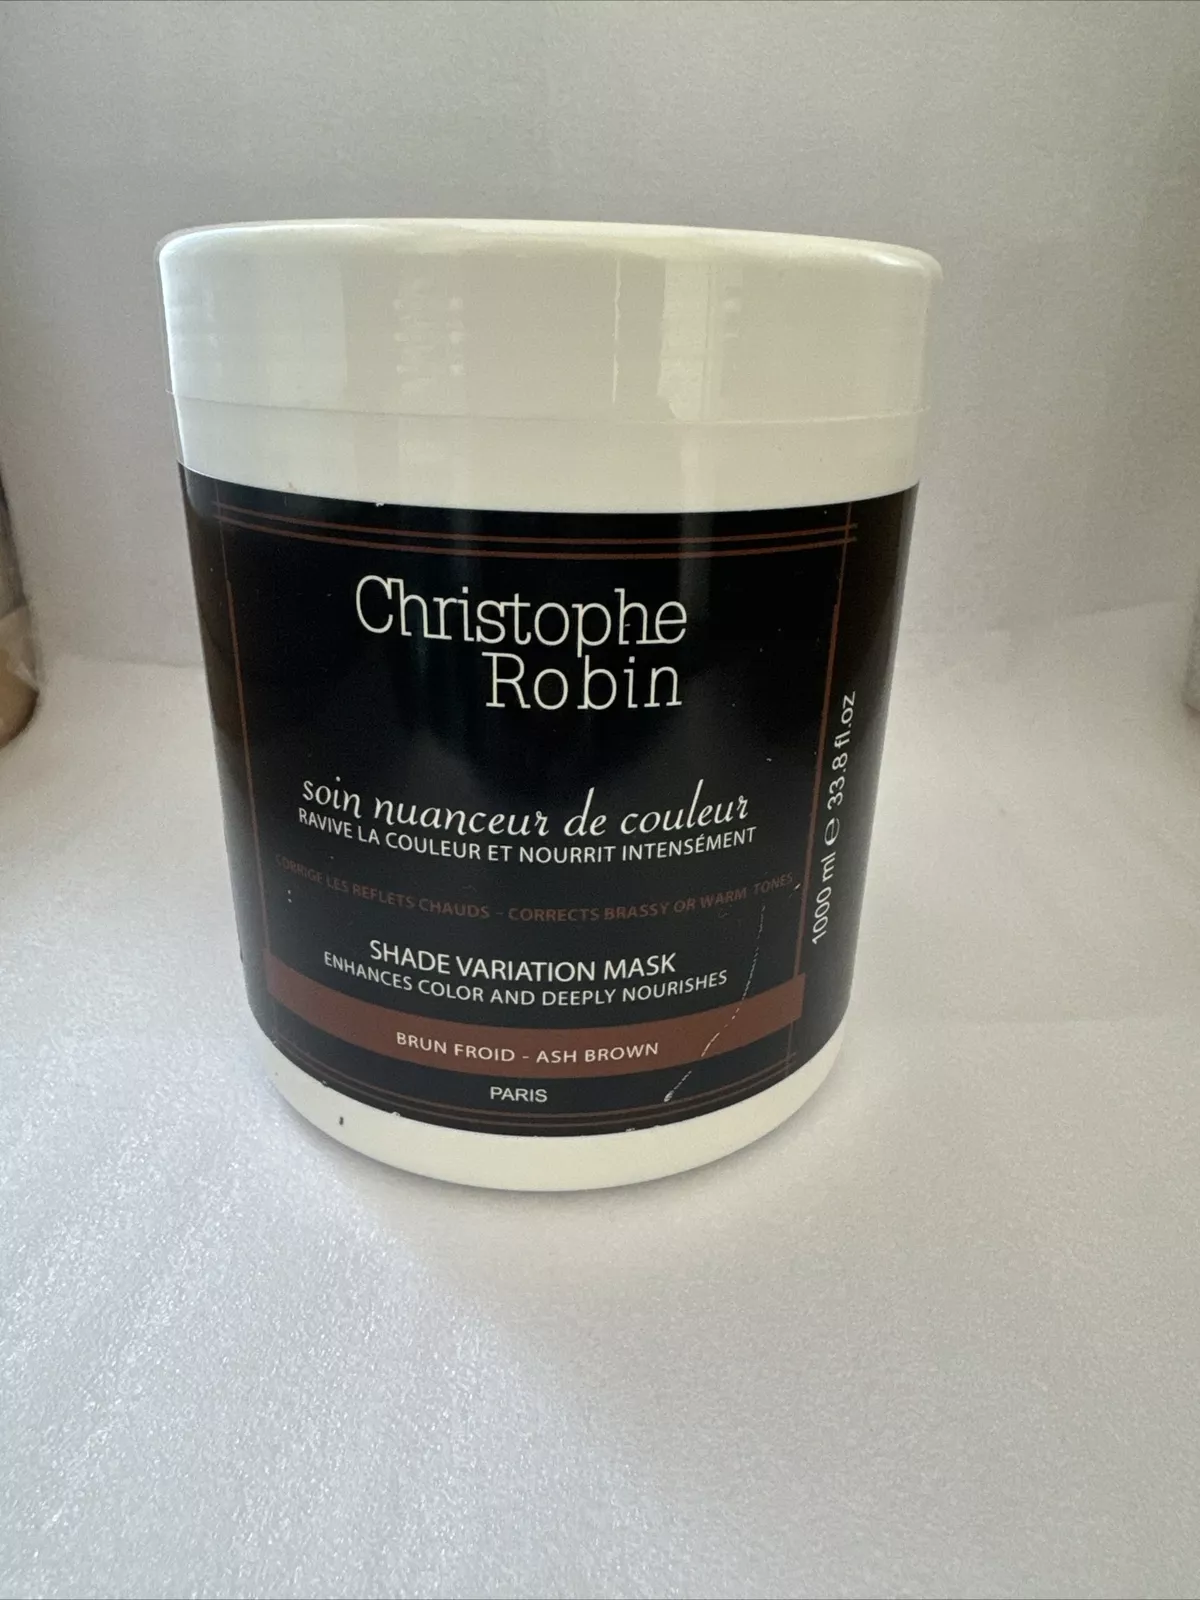 Christophe
Robin
soin nuanceur de couleur
RAVIVE LA COULEUR ET NOURRIT INTENSÉMENT
CORRIGE LES REFLETS CHAUDS - CORRECTS BRASSY OR WARM TONES
SHADE VARIATION MASK
ENHANCES COLOR AND DEEPLY NOURISHES
BRUN FROID - ASH BROWN
PARIS
1000 ml ℮ 33.8 fl.oz